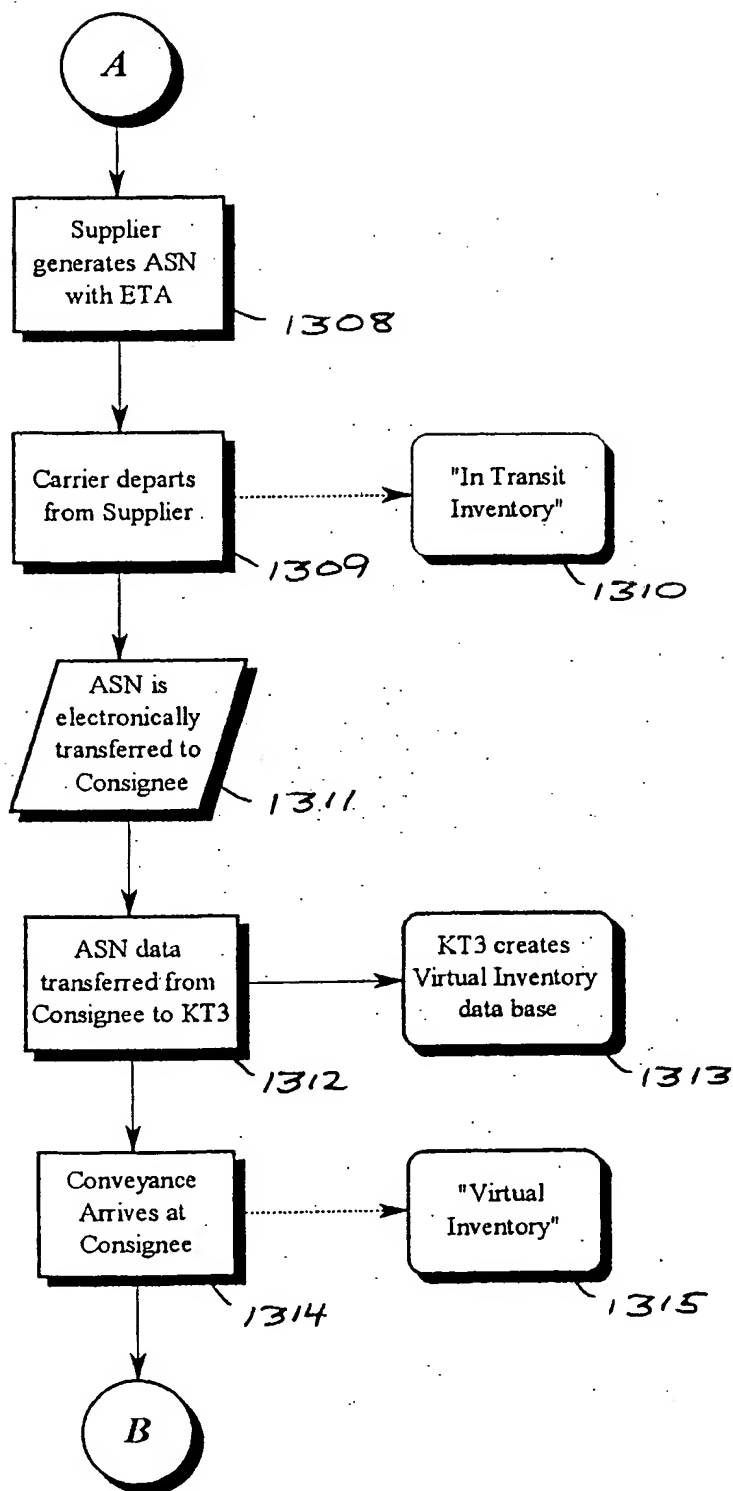 A
Supplier
generates ASN
with ETA
1308
Carrier departs
from Supplier
1309
"In Transit
Inventory"
1310
ASN is
electronically
transferred to
Consignee
1311
ASN data
transferred from
Consignee to KT3
1312
KT3 creates
Virtual Inventory
data base
1313
Conveyance
Arrives at
Consignee
1314
"Virtual
Inventory"
1315
B